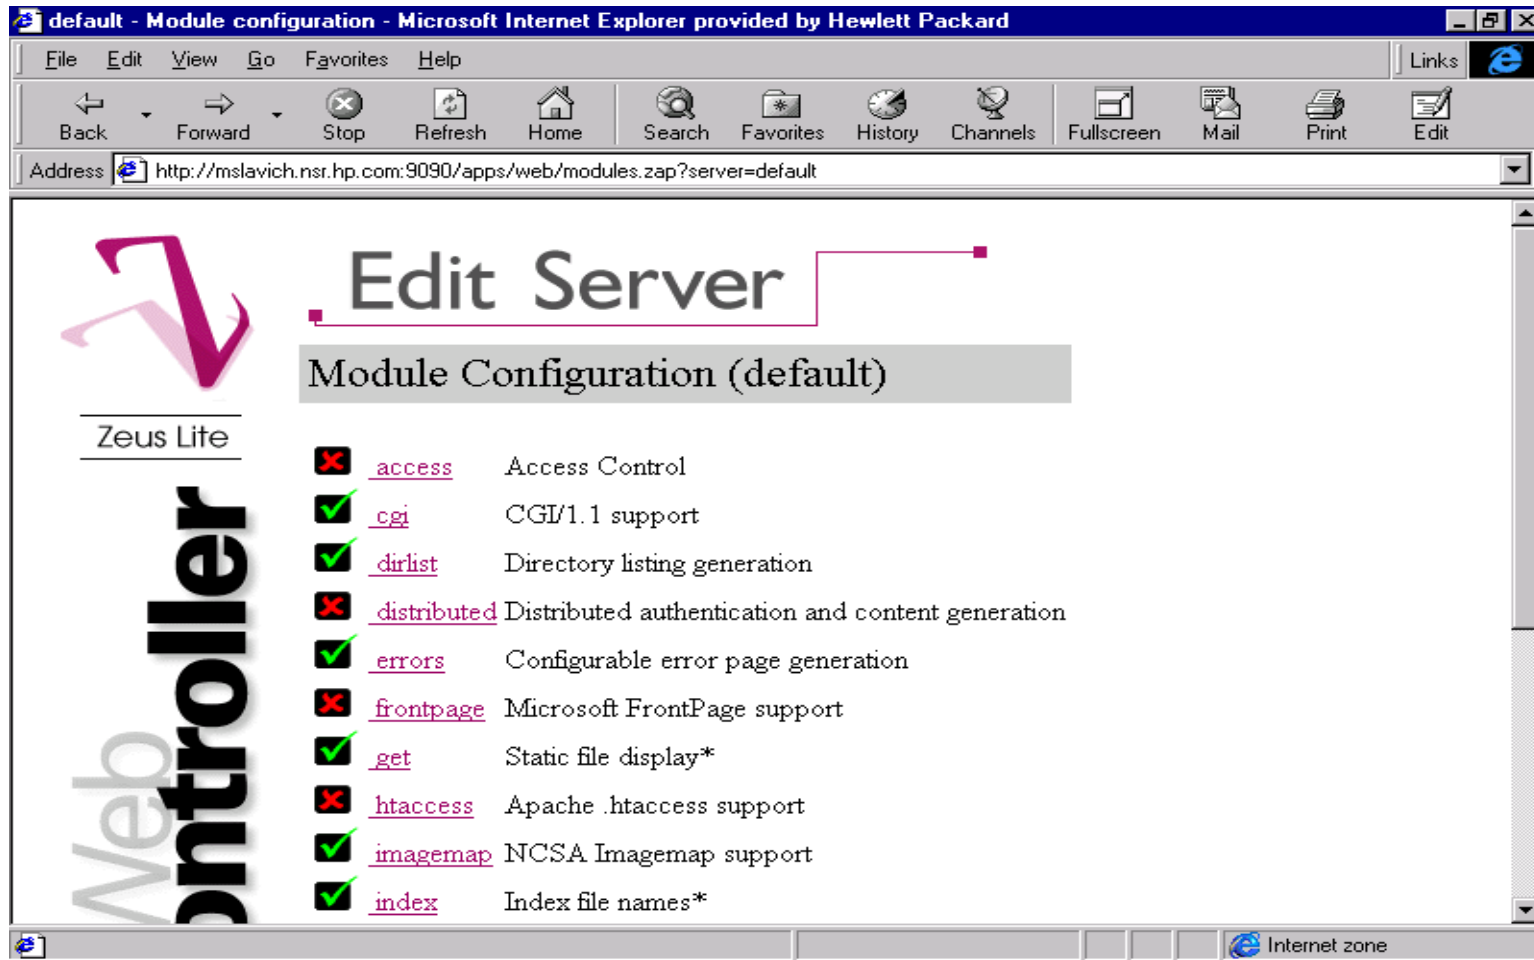 default - Module configuration - Microsoft Internet Explorer provided by Hewlett Packard
File Edit View Go Favorites Help Links
Back Forward Stop Refresh Home Search Favorites History Channels Fullscreen Mail Print Edit
Address http://mslavich.nsr.hp.com:9090/apps/web/modules.zap?server=default
Edit Server
Module Configuration (default)
Zeus Lite
Web
ontroller
access Access Control
cgi CGI/1.1 support
dirlist Directory listing generation
distributed Distributed authentication and content generation
errors Configurable error page generation
frontpage Microsoft FrontPage support
get Static file display*
htaccess Apache .htaccess support
imagemap NCSA Imagemap support
index Index file names*
Internet zone